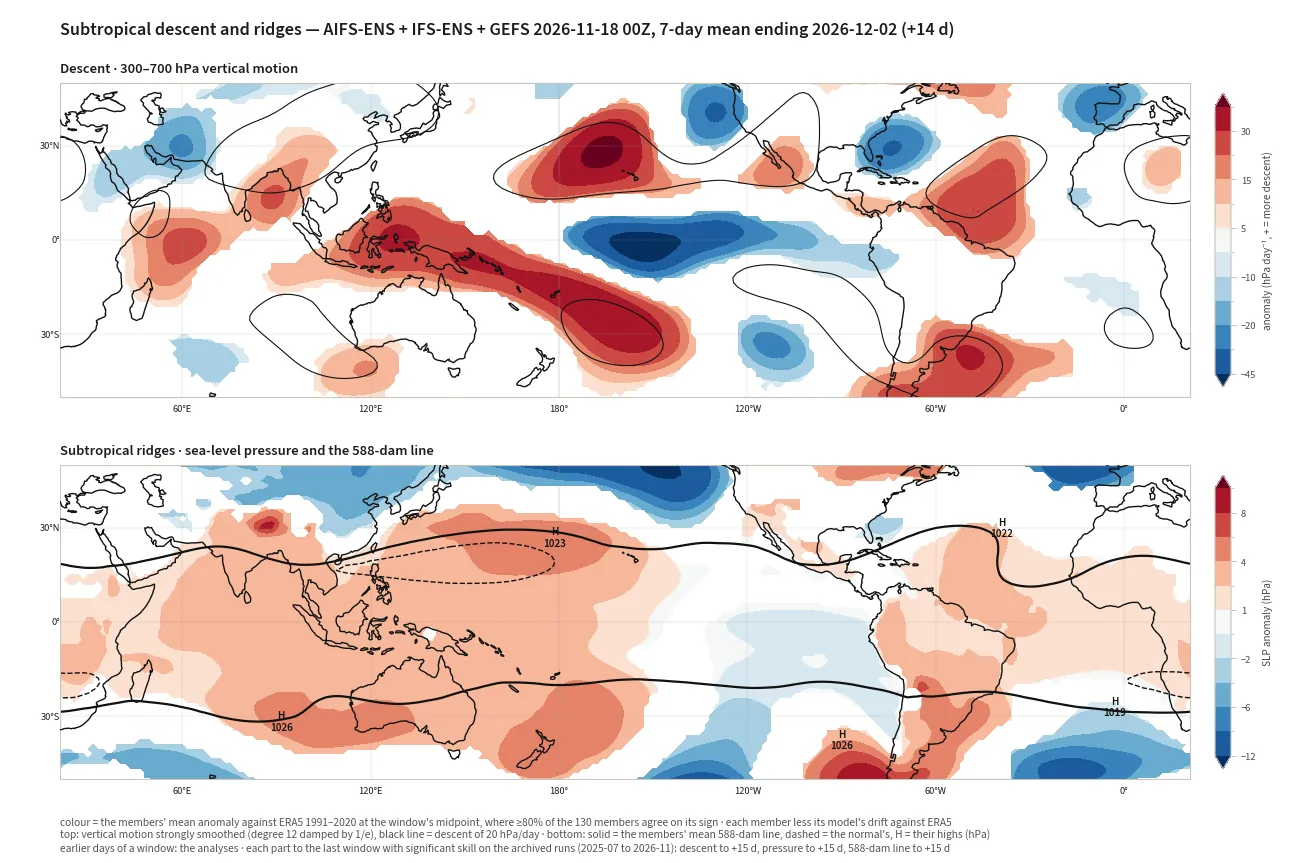 Subtropical descent and ridges — AIFS-ENS + IFS-ENS + GEFS 2026-11-18 00Z, 7-day mean ending 2026-12-02 (+14 d)
Descent · 300–700 hPa vertical motion
30°N
0°
30°S
60°E
120°E
180°
120°W
60°W
0°
30
15
5
−10
−20
−45
anomaly (hPa day⁻¹, + = more descent)
Subtropical ridges · sea-level pressure and the 588-dam line
30°N
0°
30°S
H
1023
H
1022
H
1026
H
1026
H
1019
60°E
120°E
180°
120°W
60°W
0°
8
4
1
−2
−6
−12
SLP anomaly (hPa)
colour = the members' mean anomaly against ERA5 1991–2020 at the window's midpoint, where ≥80% of the 130 members agree on its sign · each member less its model's drift against ERA5
top: vertical motion strongly smoothed (degree 12 damped by 1/e), black line = descent of 20 hPa/day · bottom: solid = the members' mean 588-dam line, dashed = the normal's, H = their highs (hPa)
earlier days of a window: the analyses · each part to the last window with significant skill on the archived runs (2025-07 to 2026-11): descent to +15 d, pressure to +15 d, 588-dam line to +15 d